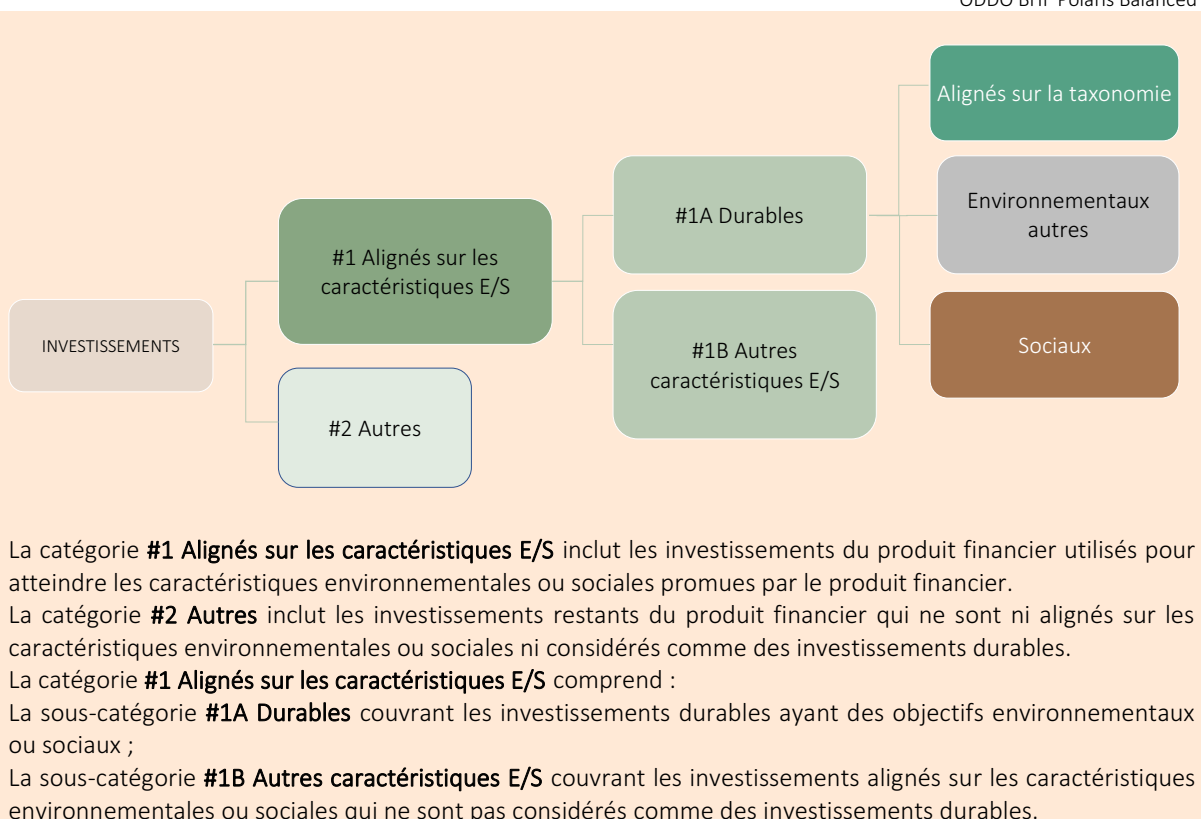 ODDO BHF Polaris Balanced
Alignés sur la taxonomie
#1A Durables
Environnementaux
autres
#1 Alignés sur les
caractéristiques E/S
INVESTISSEMENTS
#1B Autres
caractéristiques E/S
Sociaux
#2 Autres
La catégorie #1 Alignés sur les caractéristiques E/S inclut les investissements du produit financier utilisés pour
atteindre les caractéristiques environnementales ou sociales promues par le produit financier.
La catégorie #2 Autres inclut les investissements restants du produit financier qui ne sont ni alignés sur les
caractéristiques environnementales ou sociales ni considérés comme des investissements durables.
La catégorie #1 Alignés sur les caractéristiques E/S comprend :
La sous-catégorie #1A Durables couvrant les investissements durables ayant des objectifs environnementaux
ou sociaux ;
La sous-catégorie #1B Autres caractéristiques E/S couvrant les investissements alignés sur les caractéristiques
environnementales ou sociales qui ne sont pas considérés comme des investissements durables.